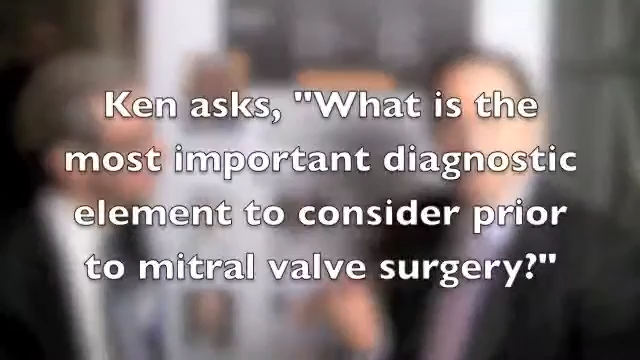 Ken asks, "What is the
most important diagnostic
element to consider prior
to mitral valve surgery?"